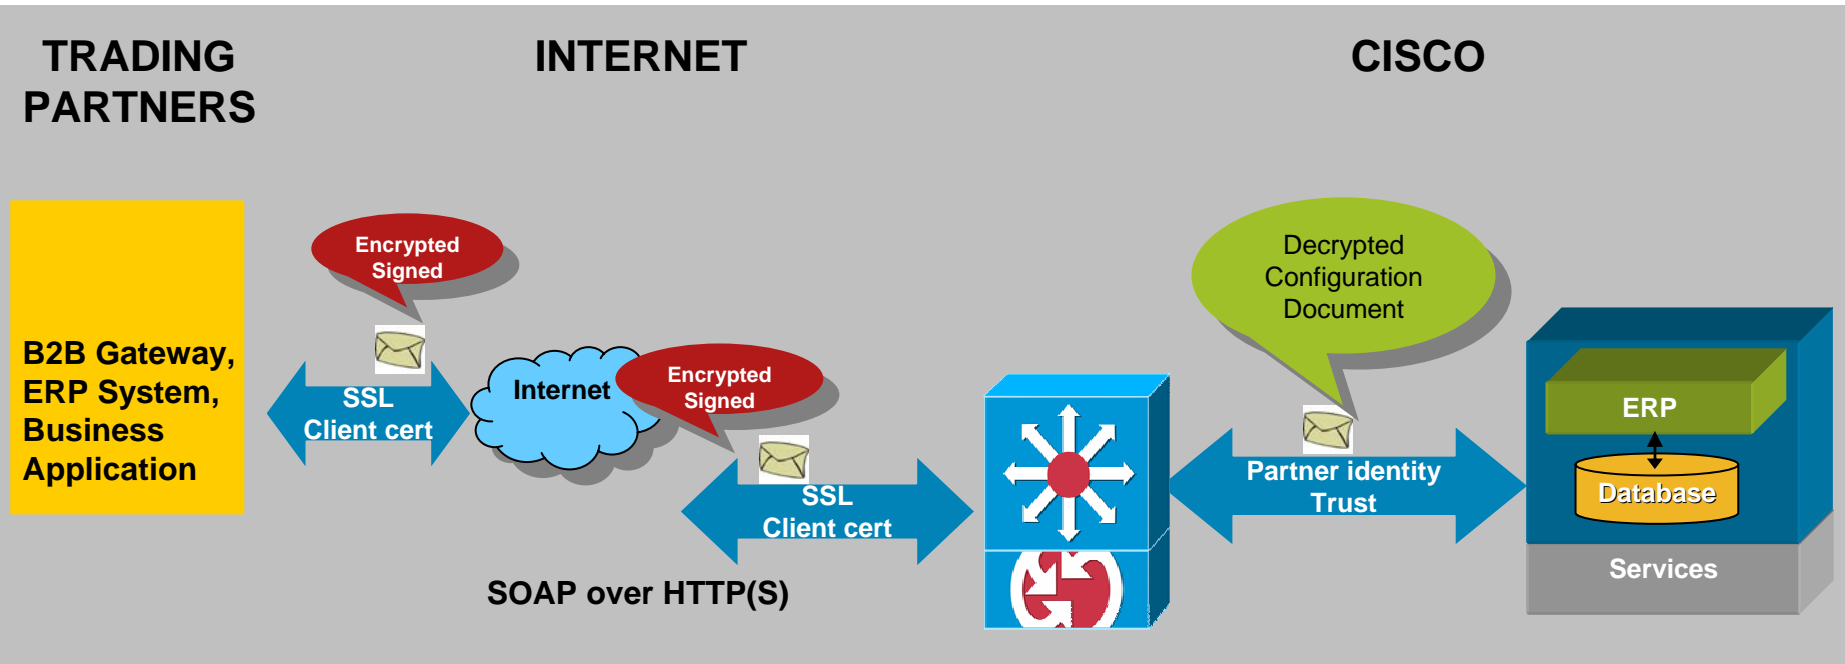 TRADING
PARTNERS
INTERNET
CISCO
B2B Gateway,
ERP System,
Business
Application
Encrypted
Signed
SSL
Client cert
Internet
Encrypted
Signed
SSL
Client cert
SOAP over HTTP(S)
Decrypted
Configuration
Document
Partner identity
Trust
ERP
Database
Services